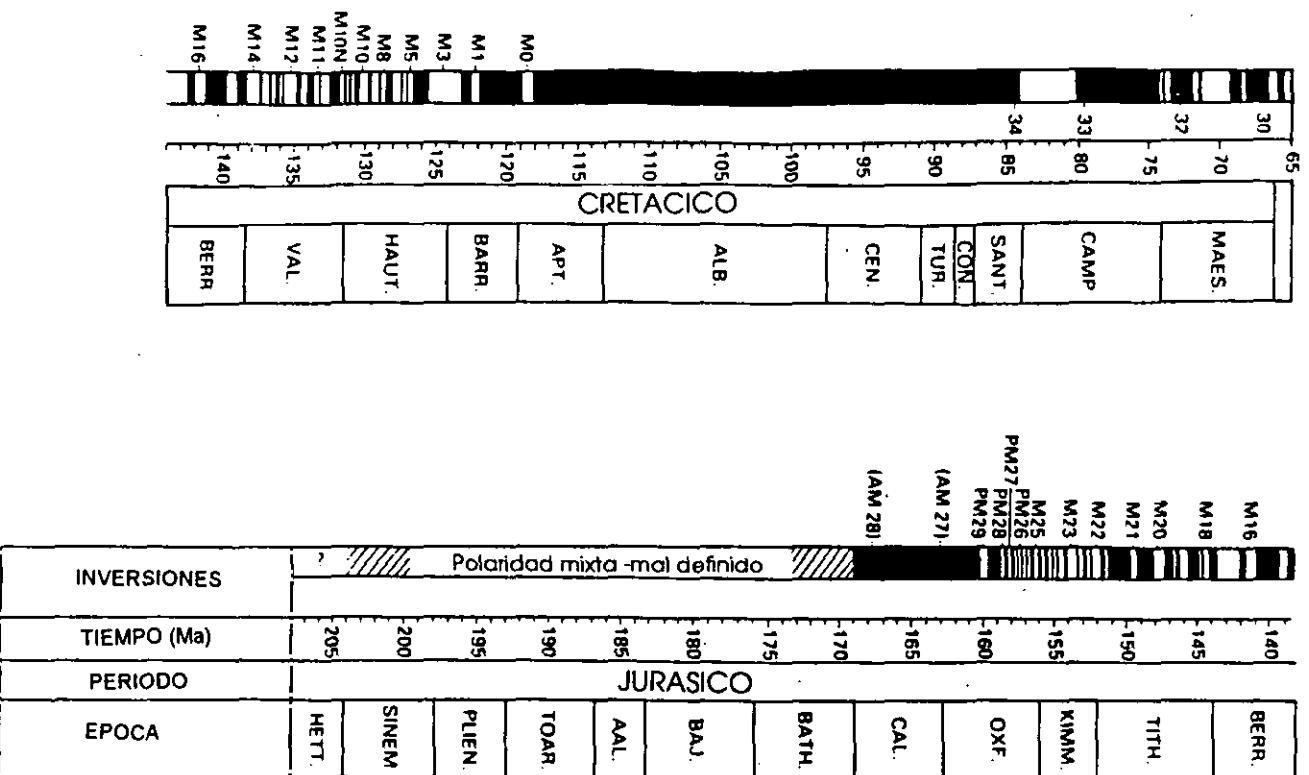 M16 M14 M12 M11 M10N M10 M8 M5 M3 M1 M0
34 33 32 30
140 135 130 125 120 115 110 105 100 95 90 85 80 75 70 65
CRETACICO
BERR VAL. HAUT. BARR. APT. ALB. CEN. TUR. CON. SANT. CAMP MAES.
(AM 28) (AM 27) PM29 PM28 PM27 PM26 M25 M23 M22 M21 M20 M18 M16
INVERSIONES ? Polaridad mixta -mal definido
TIEMPO (Ma) 205 200 195 190 185 180 175 170 165 160 155 150 145 140
PERIODO JURASICO
EPOCA HETT. SINEM PLIEN. TOAR. AAL. BAJ. BATH. CAL. OXF. KIMM. TITH. BERR.